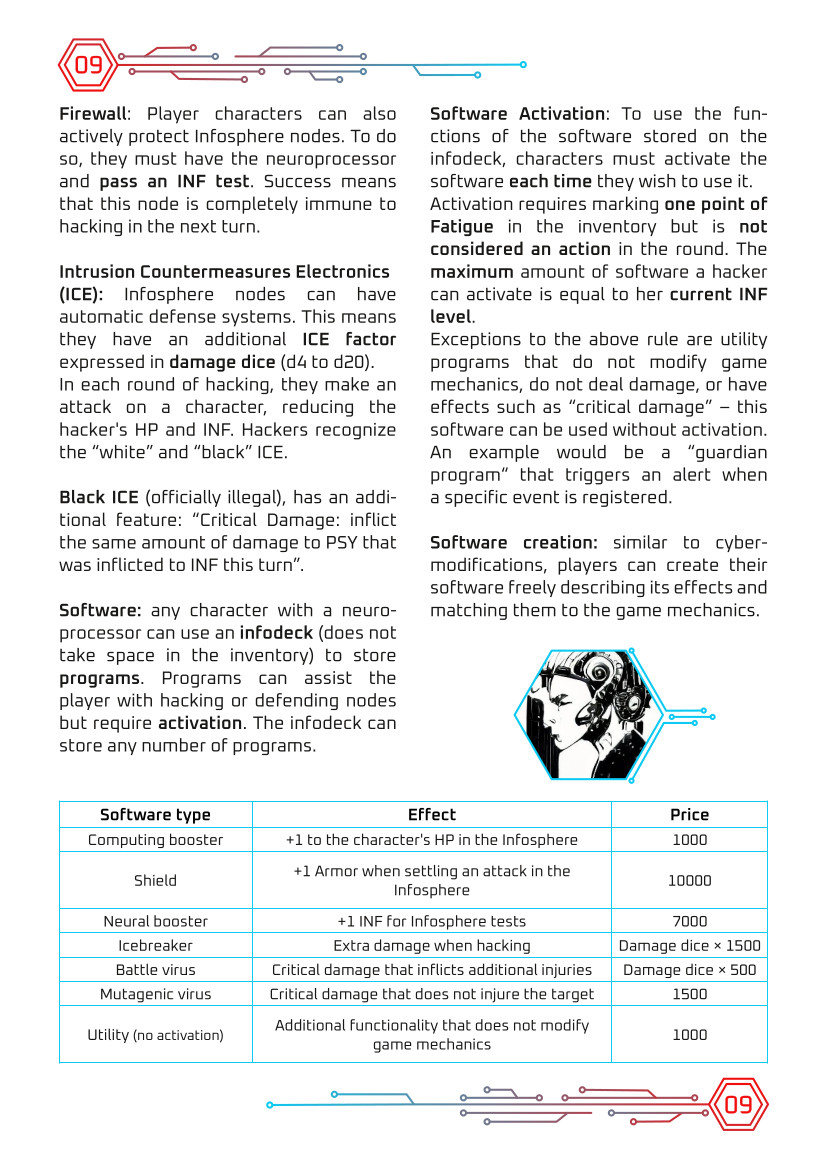 09
Firewall: Player characters can also
actively protect Infosphere nodes. To do
so, they must have the neuroprocessor
and pass an INF test. Success means
that this node is completely immune to
hacking in the next turn.
Intrusion Countermeasures Electronics
(ICE): Infosphere nodes can have
automatic defense systems. This means
they have an additional ICE factor
expressed in damage dice (d4 to d20).
In each round of hacking, they make an
attack on a character, reducing the
hacker's HP and INF. Hackers recognize
the “white” and “black” ICE.
Black ICE (officially illegal), has an addi-
tional feature: “Critical Damage: inflict
the same amount of damage to PSY that
was inflicted to INF this turn”.
Software: any character with a neuro-
processor can use an infodeck (does not
take space in the inventory) to store
programs. Programs can assist the
player with hacking or defending nodes
but require activation. The infodeck can
store any number of programs.
Software Activation: To use the fun-
ctions of the software stored on the
infodeck, characters must activate the
software each time they wish to use it.
Activation requires marking one point of
Fatigue in the inventory but is not
considered an action in the round. The
maximum amount of software a hacker
can activate is equal to her current INF
level.
Exceptions to the above rule are utility
programs that do not modify game
mechanics, do not deal damage, or have
effects such as “critical damage” – this
software can be used without activation.
An example would be a “guardian
program” that triggers an alert when
a specific event is registered.
Software creation: similar to cyber-
modifications, players can create their
software freely describing its effects and
matching them to the game mechanics.
Software type Effect Price
Computing booster +1 to the character's HP in the Infosphere 1000
Shield +1 Armor when settling an attack in the
Infosphere 10000
Neural booster +1 INF for Infosphere tests 7000
Icebreaker Extra damage when hacking Damage dice × 1500
Battle virus Critical damage that inflicts additional injuries Damage dice × 500
Mutagenic virus Critical damage that does not injure the target 1500
Utility (no activation) Additional functionality that does not modify
game mechanics 1000
09